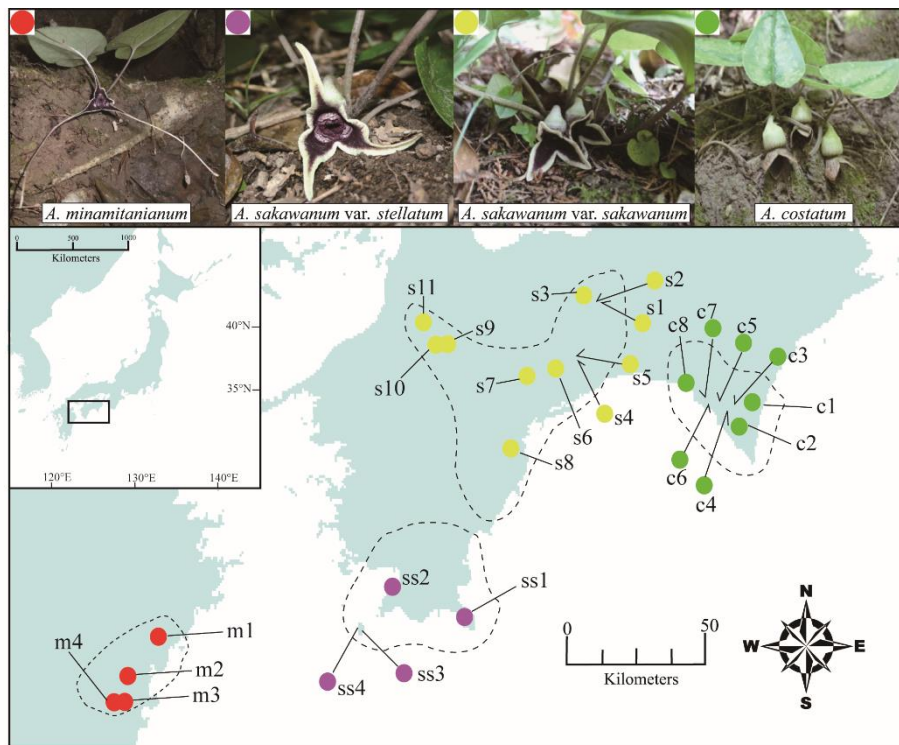 A. minamitanianum
A. sakawanum var. stellatum
A. sakawanum var. sakawanum
A. costatum
0 500 1000
Kilometers
40°N
35°N
120°E 130°E 140°E
s11
s9
s10
s3
s2
s1
s7
s6
s5
s4
s8
c7
c5
c3
c8
c1
c2
c6
c4
ss2
ss1
ss4
ss3
m4
m1
m2
m3
0 50
Kilometers
N
W E
S